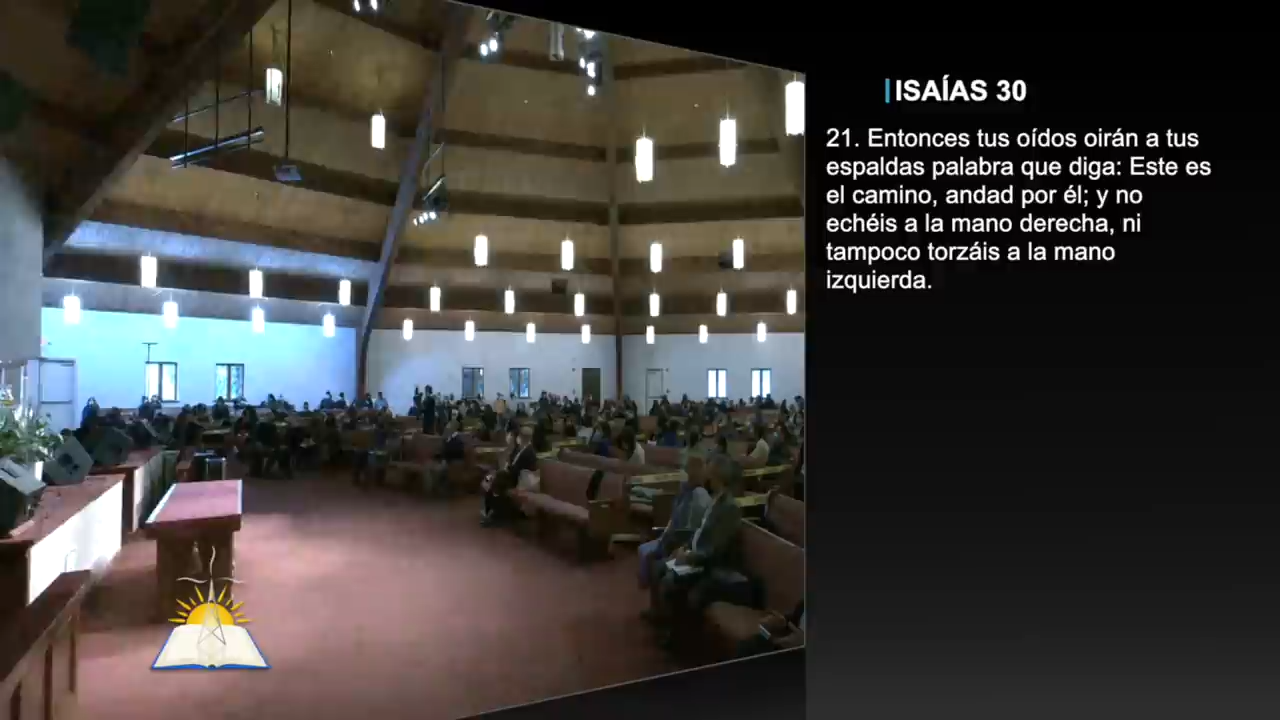 ISAÍAS 30
21. Entonces tus oídos oirán a tus
espaldas palabra que diga: Este es
el camino, andad por él; y no
echéis a la mano derecha, ni
tampoco torzáis a la mano
izquierda.